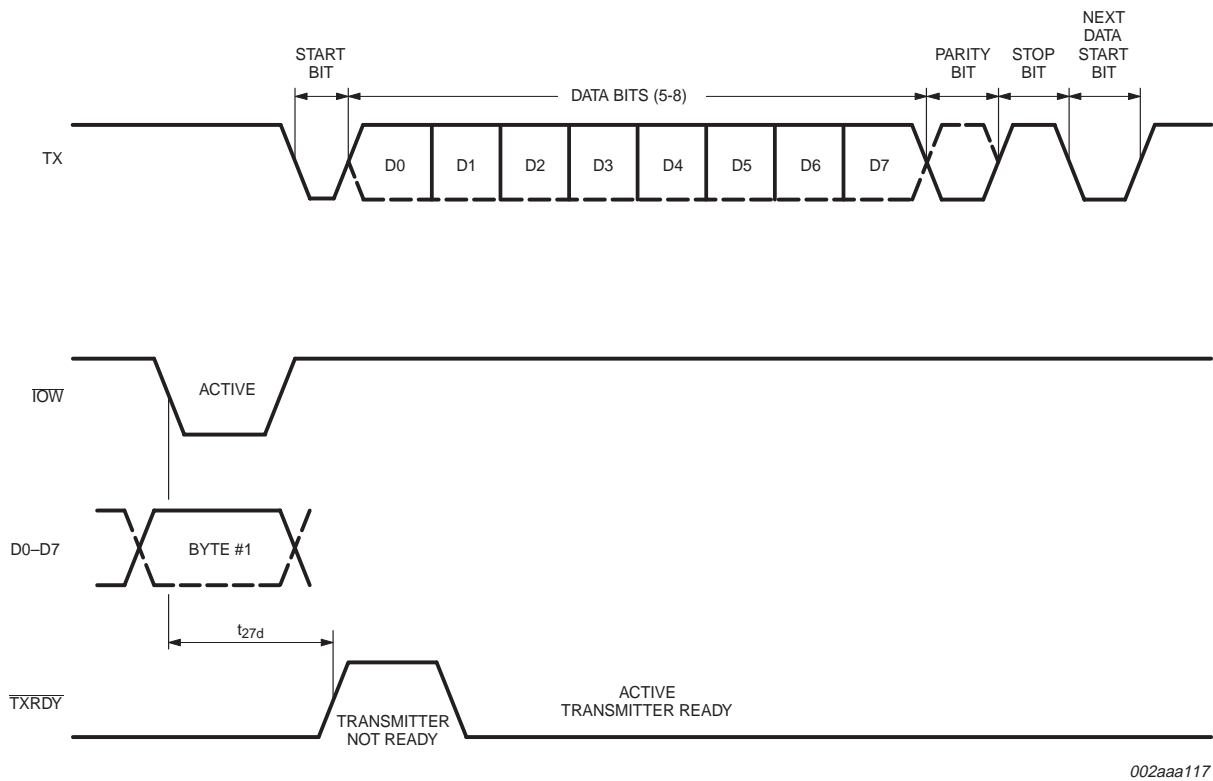 START
BIT
DATA BITS (5-8)
PARITY
BIT
STOP
BIT
NEXT
DATA
START
BIT
TX
D0
D1
D2
D3
D4
D5
D6
D7
IOW
ACTIVE
D0–D7
BYTE #1
t27d
TXRDY
TRANSMITTER
NOT READY
ACTIVE
TRANSMITTER READY
002aaa117